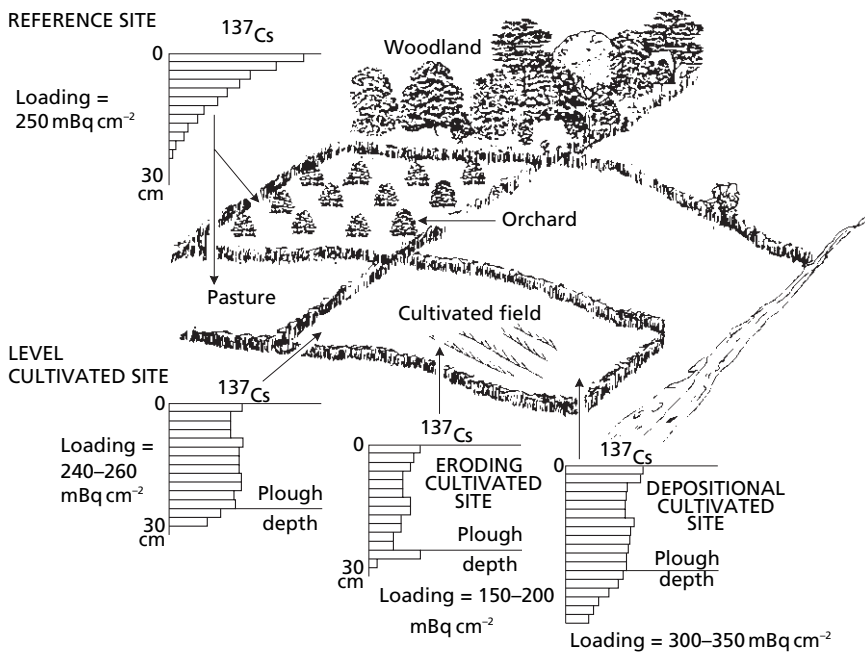 REFERENCE SITE
137Cs
0
Loading =
250 mBq cm–2
30
cm
Woodland
Orchard
Pasture
Cultivated field
LEVEL
CULTIVATED SITE
137Cs
0
Loading =
240–260
mBq cm–2
Plough
depth
30
cm
137Cs
0
ERODING
CULTIVATED
SITE
Plough
depth
30
cm
Loading = 150–200
mBq cm–2
137Cs
0
DEPOSITIONAL
CULTIVATED
SITE
Plough
depth
Loading = 300–350 mBq cm–2